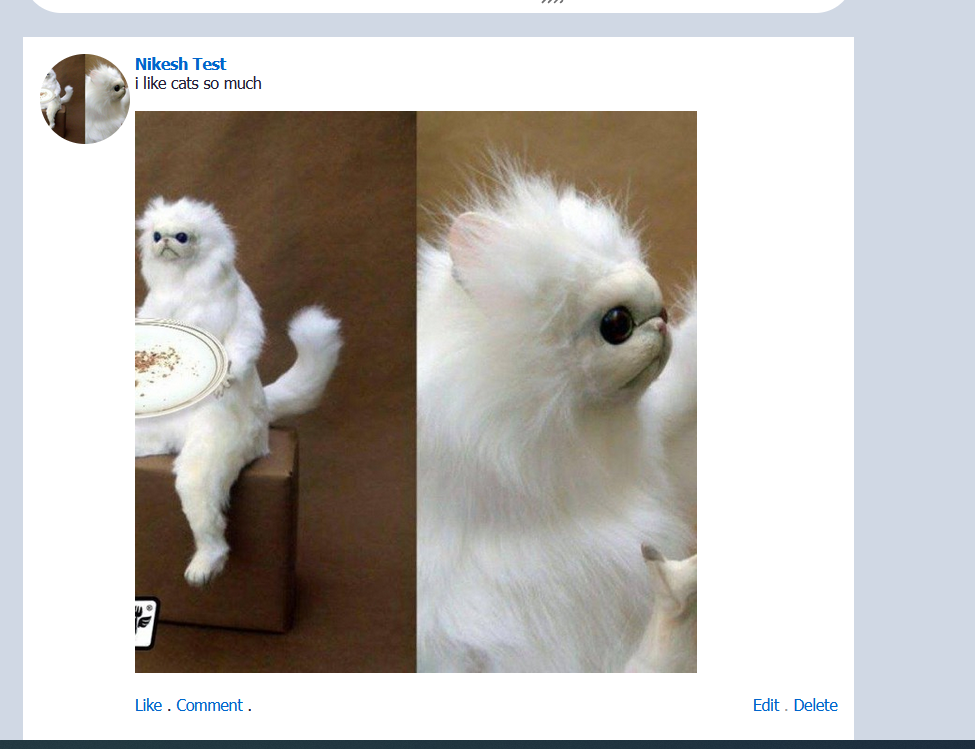 Nikesh Test
i like cats so much
Like . Comment .
Edit . Delete